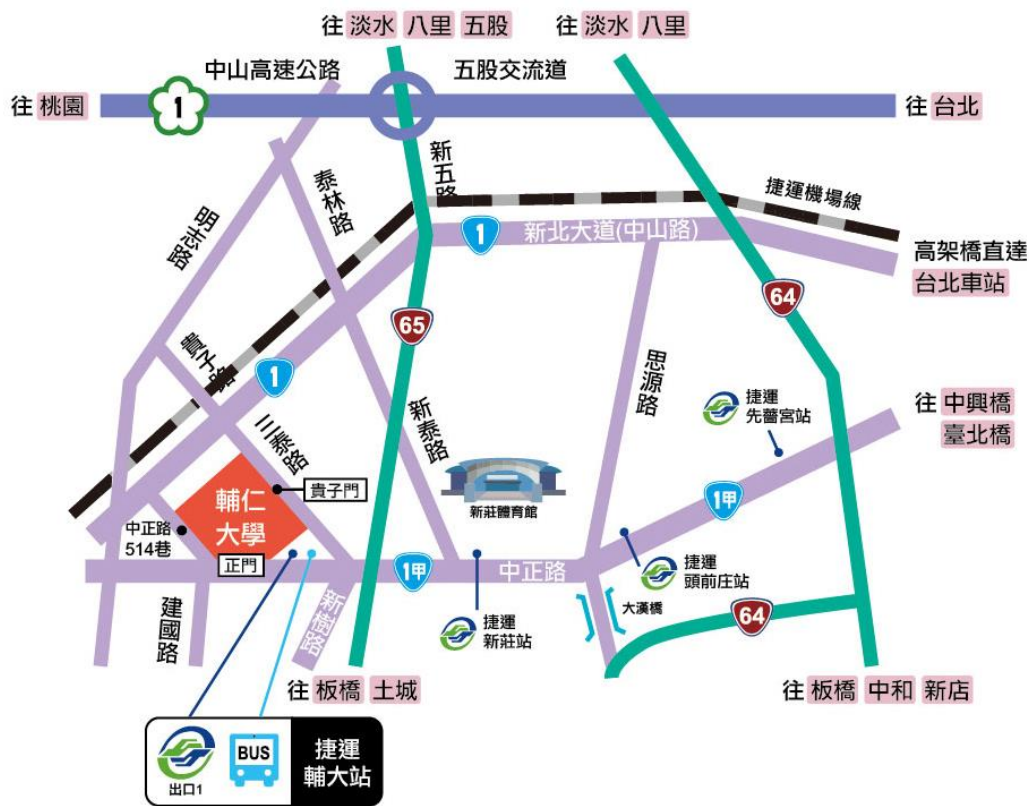 往 淡水 八里 五股
往 淡水 八里
中山高速公路
五股交流道
往 桃園
1
往 台北
新五路
泰林路
明志路
捷運機場線
1
新北大道(中山路)
高架橋直達
台北車站
64
65
貴子路
1
思源路
捷運
先嗇宮站
往 中興橋
臺北橋
三泰路
新泰路
新莊體育館
1甲
輔仁
大學
貴子門
中正路
514巷
正門
1甲
中正路
捷運
頭前庄站
建國路
新樹路
捷運
新莊站
大漢橋
64
往 板橋 土城
往 板橋 中和 新店
BUS
出口1
捷運
輔大站